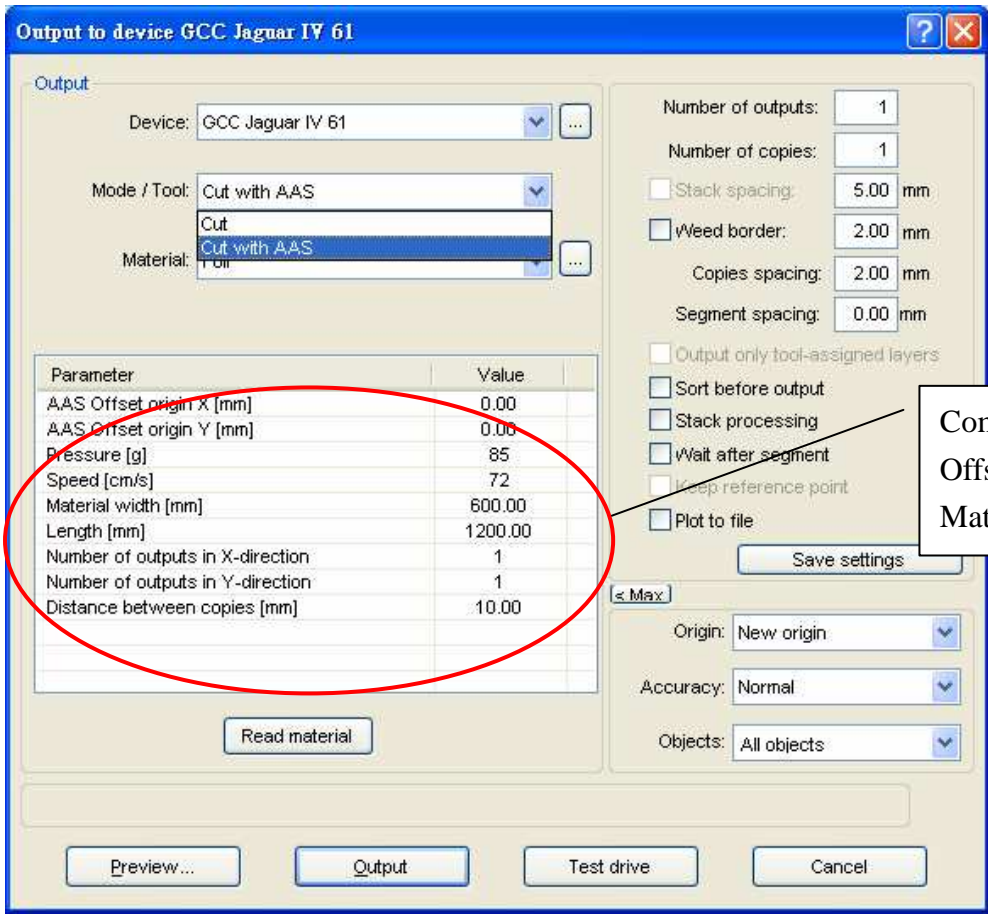 Output to device GCC Jaguar IV 61
Output
Device: GCC Jaguar IV 61 ...
Mode / Tool: Cut with AAS
Cut
Cut with AAS
Material: Foil ...
Parameter Value
AAS Offset origin X [mm] 0.00
AAS Offset origin Y [mm] 0.00
Pressure [g] 85
Speed [cm/s] 72
Material width [mm] 600.00
Length [mm] 1200.00
Number of outputs in X-direction 1
Number of outputs in Y-direction 1
Distance between copies [mm] 10.00
Read material
Number of outputs: 1
Number of copies: 1
Stack spacing: 5.00 mm
Weed border: 2.00 mm
Copies spacing: 2.00 mm
Segment spacing: 0.00 mm
Output only tool-assigned layers
Sort before output
Stack processing
Wait after segment
Keep reference point
Plot to file
Save settings
< Max
Origin: New origin
Accuracy: Normal
Objects: All objects
Preview... Output Test drive Cancel